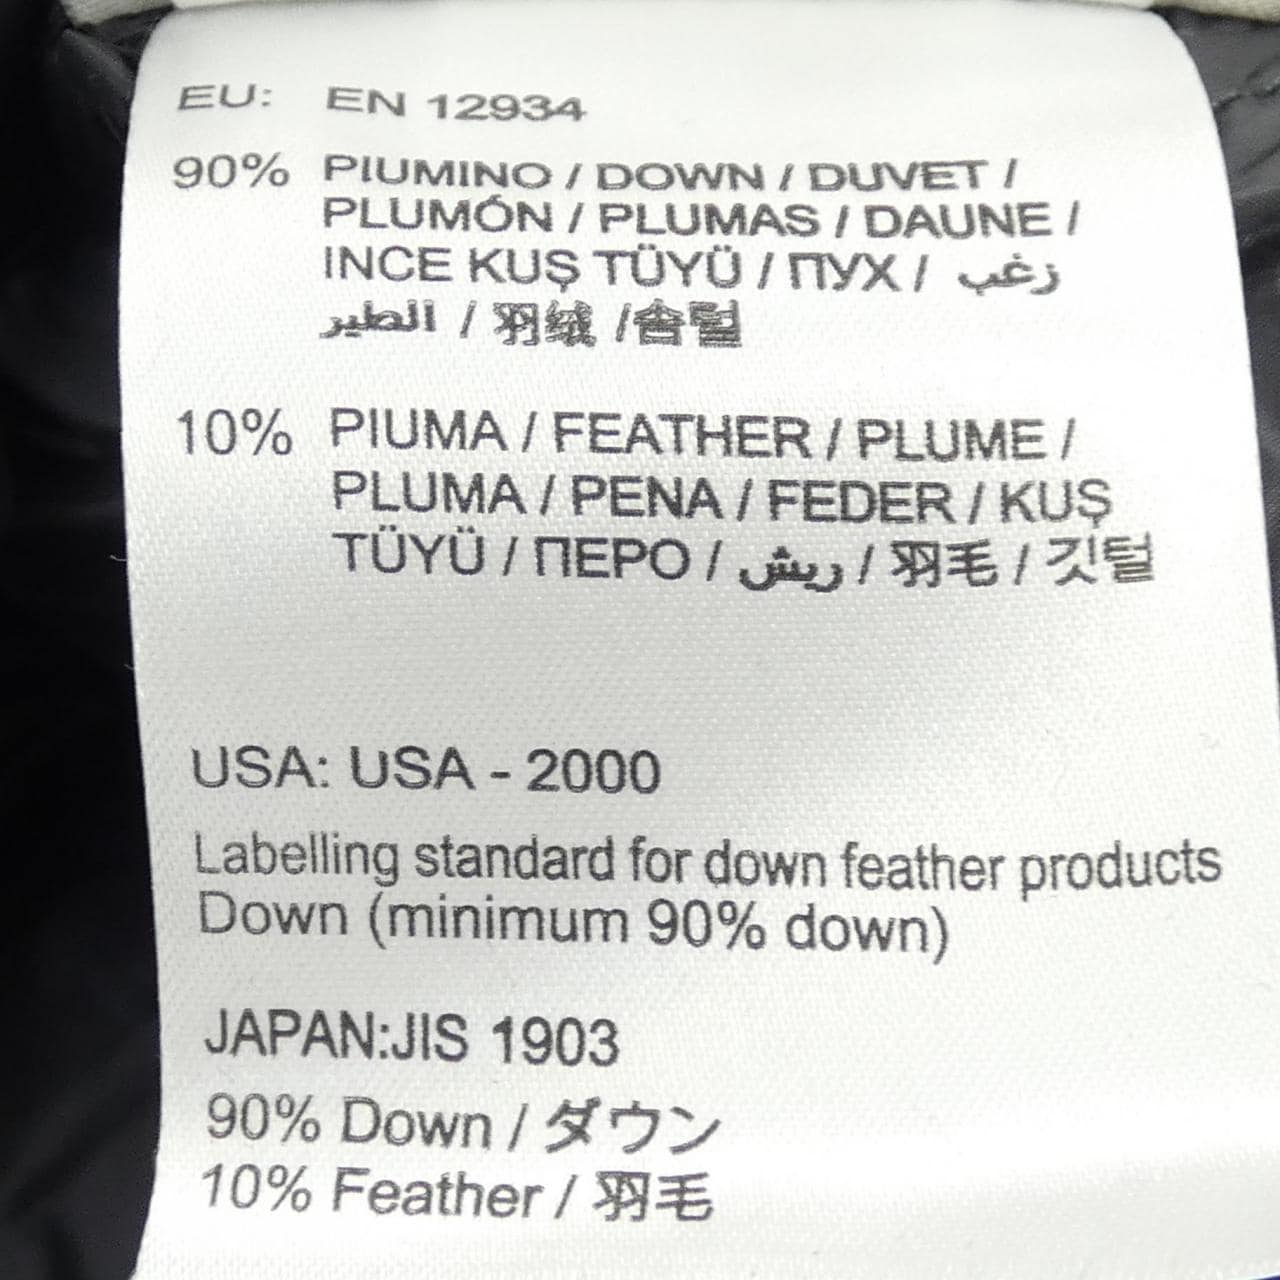 EU: EN 12934
90% PIUMINO / DOWN / DUVET /
PLUMÓN / PLUMAS / DAUNE /
INCE KUŞ TÜYÜ / ПУХ / زغب
الطير / 羽绒 /솜털
10% PIUMA / FEATHER / PLUME /
PLUMA / PENA / FEDER / KUŞ
TÜYÜ / ПЕРО / ريش / 羽毛 / 깃털
USA: USA - 2000
Labelling standard for down feather products
Down (minimum 90% down)
JAPAN:JIS 1903
90% Down / ダウン
10% Feather / 羽毛